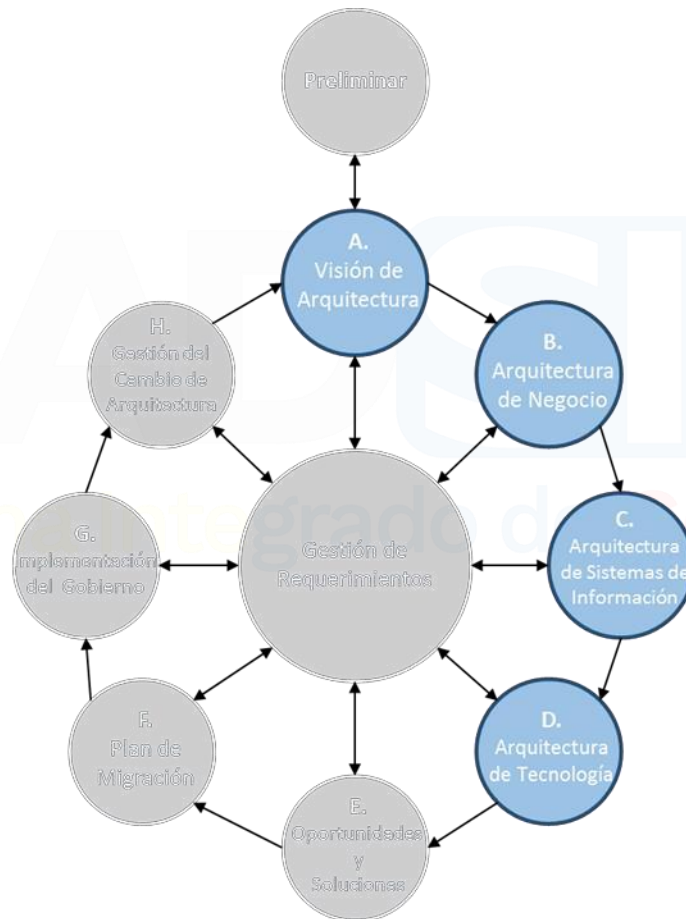 Preliminar
A.
Visión de
Arquitectura
H.
Gestión del
Cambio de
Arquitectura
B.
Arquitectura
de Negocio
G.
Implementación
del Gobierno
Gestión de
Requerimientos
C.
Arquitectura
de Sistemas de
Información
F.
Plan de
Migración
D.
Arquitectura
de Tecnología
E.
Oportunidades
y
Soluciones